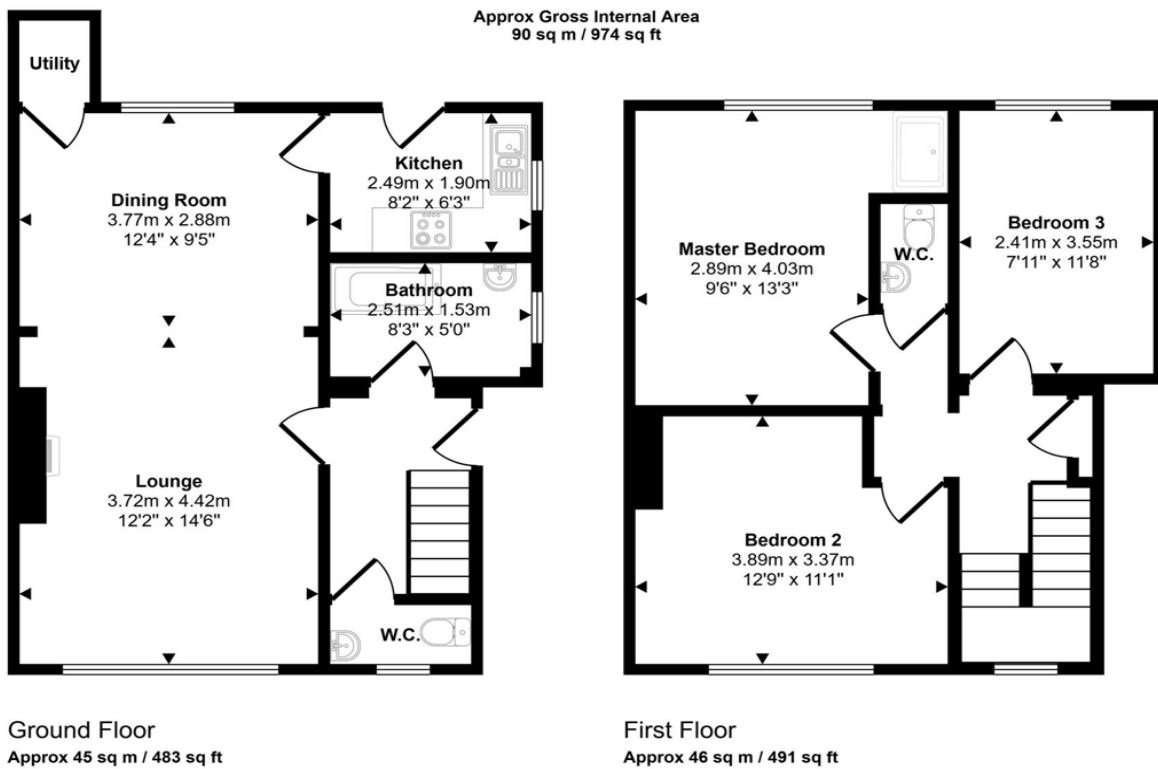 Approx Gross Internal Area
90 sq m / 974 sq ft
Utility
Dining Room
3.77m x 2.88m
12'4" x 9'5"
Kitchen
2.49m x 1.90m
8'2" x 6'3"
Bathroom
2.51m x 1.53m
8'3" x 5'0"
Lounge
3.72m x 4.42m
12'2" x 14'6"
W.C.
Ground Floor
Approx 45 sq m / 483 sq ft
Master Bedroom
2.89m x 4.03m
9'6" x 13'3"
W.C.
Bedroom 3
2.41m x 3.55m
7'11" x 11'8"
Bedroom 2
3.89m x 3.37m
12'9" x 11'1"
First Floor
Approx 46 sq m / 491 sq ft